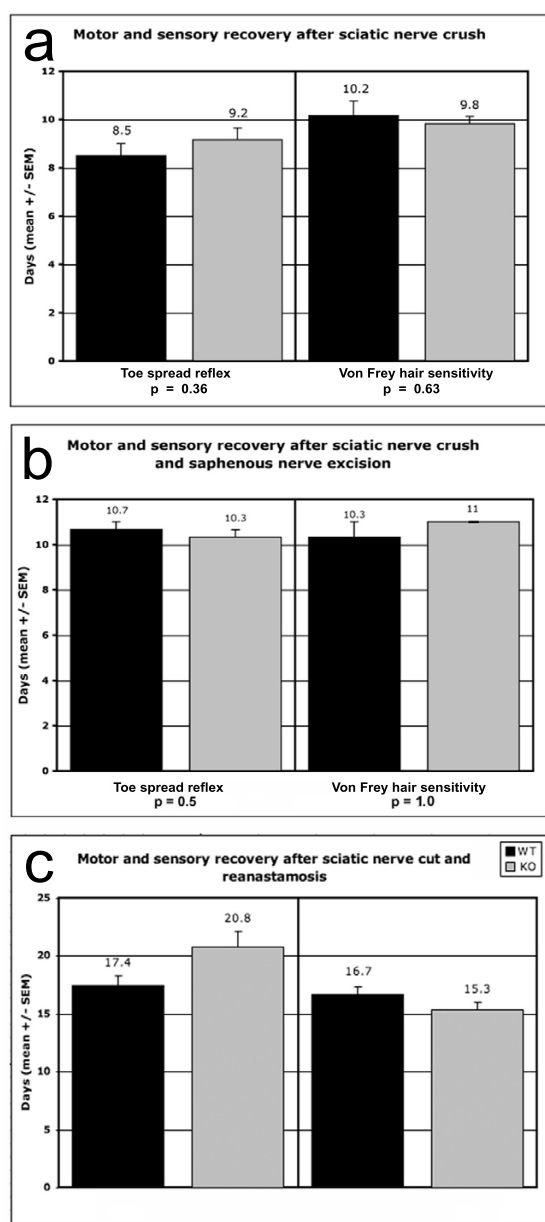 a
Motor and sensory recovery after sciatic nerve crush
Days (mean +/- SEM)
12
10
8
6
4
2
0
8.5
9.2
10.2
9.8
Toe spread reflex
p = 0.36
Von Frey hair sensitivity
p = 0.63
b
Motor and sensory recovery after sciatic nerve crush
and saphenous nerve excision
Days (mean +/- SEM)
12
10
8
6
4
2
0
10.7
10.3
10.3
11
Toe spread reflex
p = 0.5
Von Frey hair sensitivity
p = 1.0
c
Motor and sensory recovery after sciatic nerve cut and
reanastamosis
WT
KO
Days (mean +/- SEM)
25
20
15
10
5
0
17.4
20.8
16.7
15.3